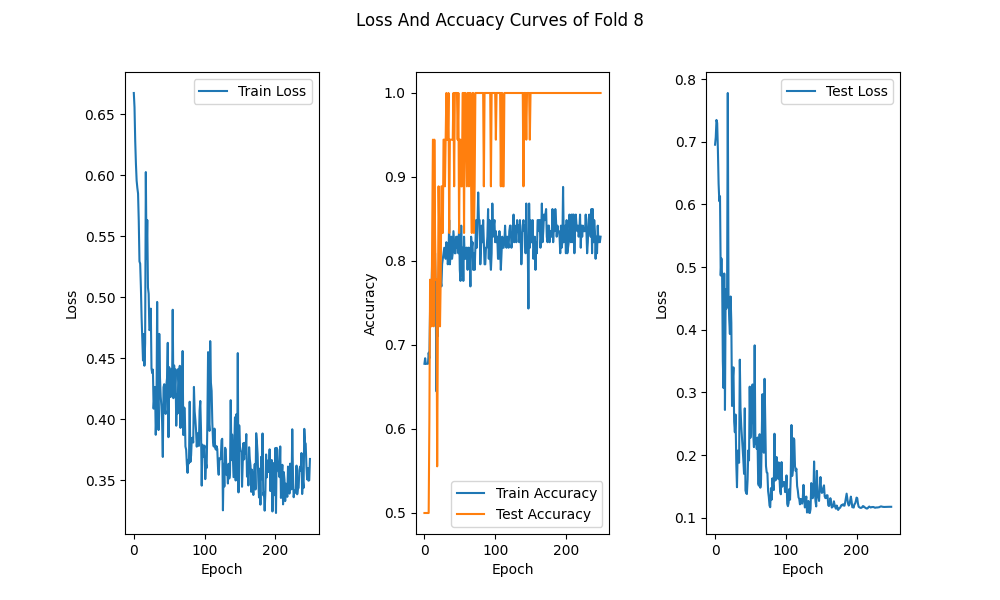 Loss And Accuacy Curves of Fold 8
Train Loss
0.65
0.60
0.55
0.50
0.45
0.40
0.35
Loss
0
100
200
Epoch
1.0
0.9
0.8
0.7
0.6
0.5
Accuracy
Train Accuracy
Test Accuracy
0
100
200
Epoch
Test Loss
0.8
0.7
0.6
0.5
0.4
0.3
0.2
0.1
Loss
0
100
200
Epoch